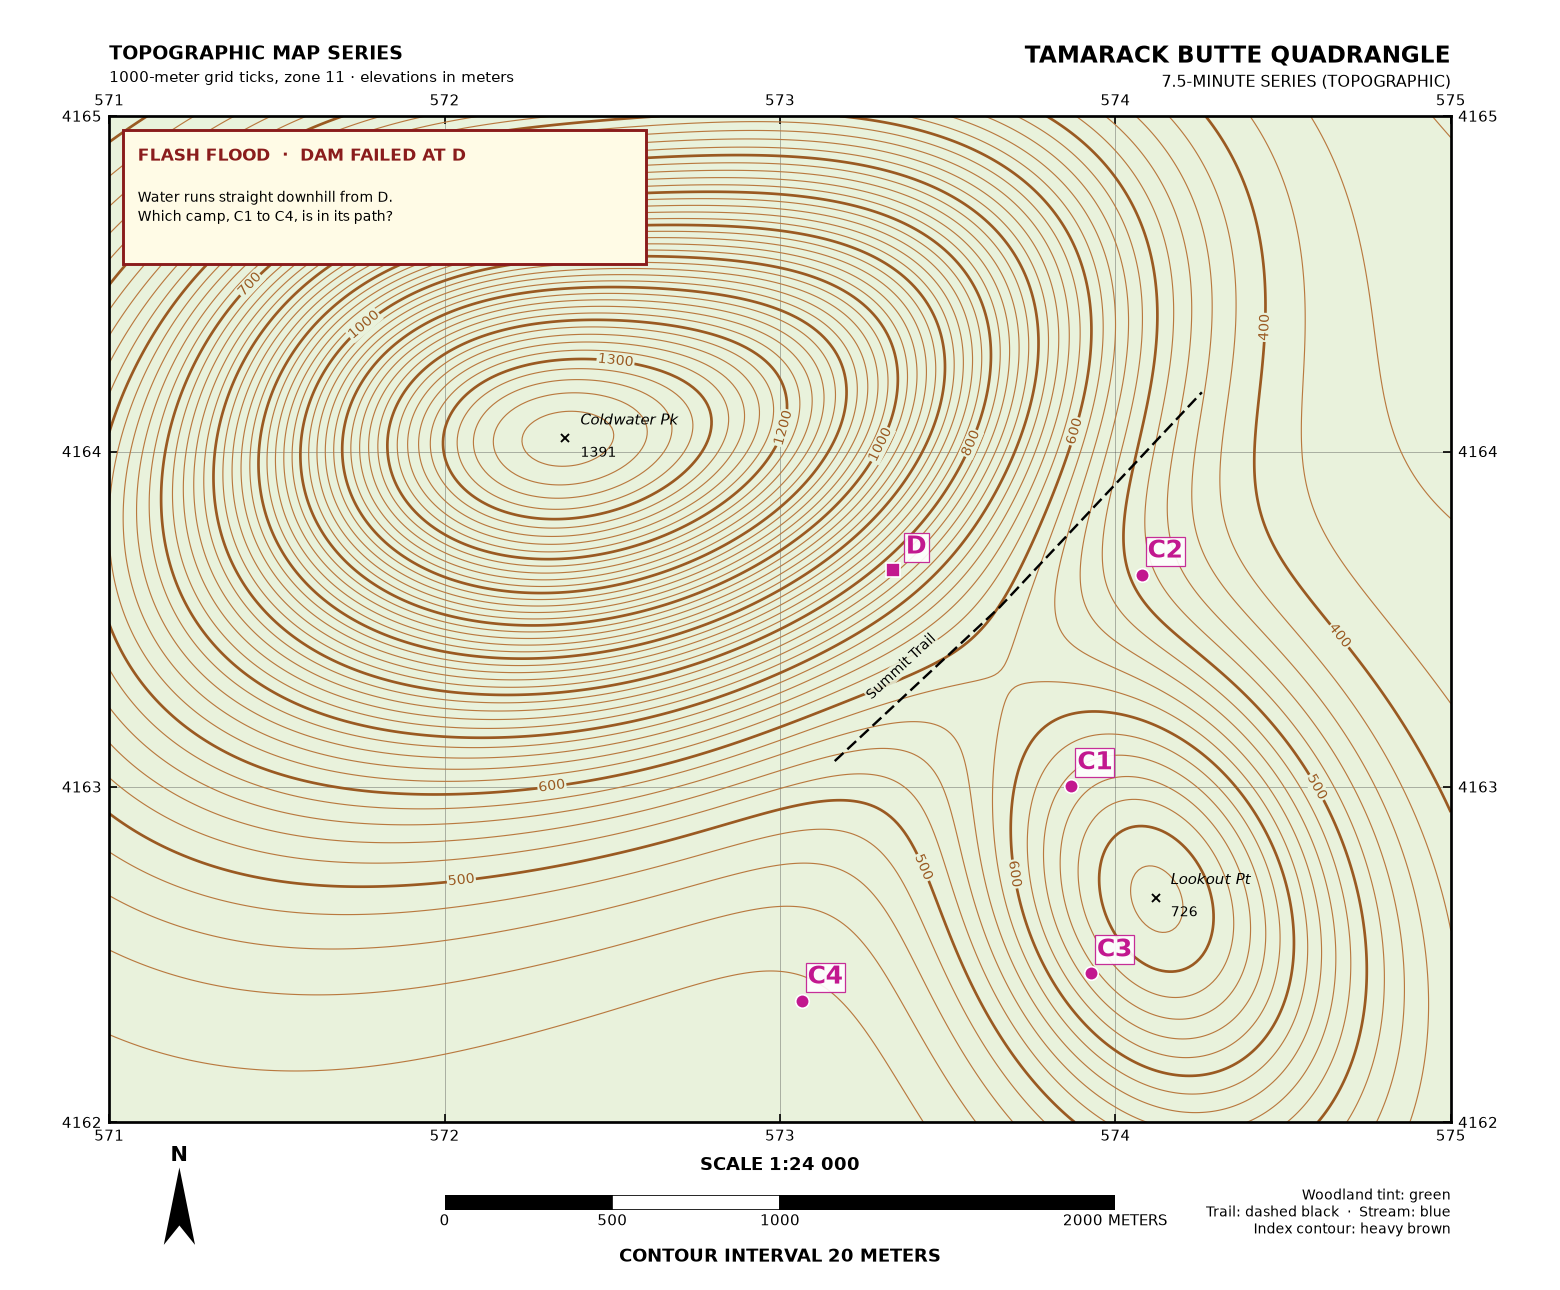 TOPOGRAPHIC MAP SERIES
1000-meter grid ticks, zone 11 · elevations in meters
TAMARACK BUTTE QUADRANGLE
7.5-MINUTE SERIES (TOPOGRAPHIC)
571 572 573 574 575
4165 4165
FLASH FLOOD · DAM FAILED AT D
Water runs straight downhill from D.
Which camp, C1 to C4, is in its path?
700
1000
400
1300
Coldwater Pk
1391
1200
1000
800
600
4164 4164
D
C2
400
Summit Trail
C1
4163 4163
600
500
500
500
600
Lookout Pt
726
C3
C4
4162 4162
571 572 573 574 575
N
SCALE 1:24 000
0 500 1000 2000 METERS
CONTOUR INTERVAL 20 METERS
Woodland tint: green
Trail: dashed black · Stream: blue
Index contour: heavy brown